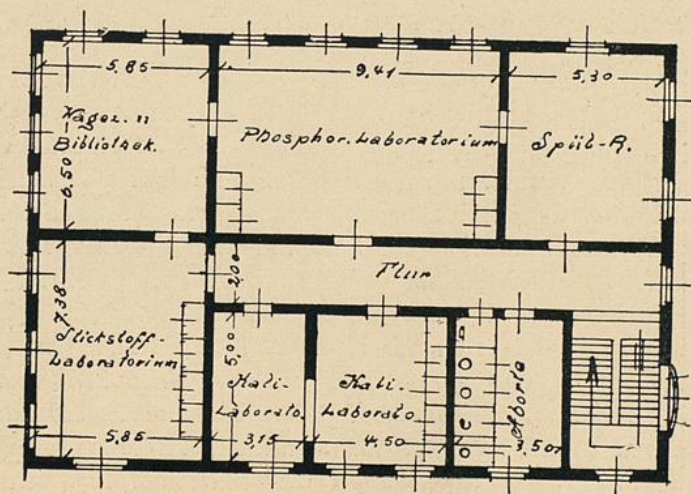 5,85
9,41
5,30
Wägez. u
Bibliothek.
6.50
Phosphor. Laboratorium
Spül-R.
Flur
2,00
7.38
Stickstoff-
Laboratorium
5,00
Kali-
Laborato.
Kali-
Laborato
Aborte
5.85
3,15
4,50
3.50